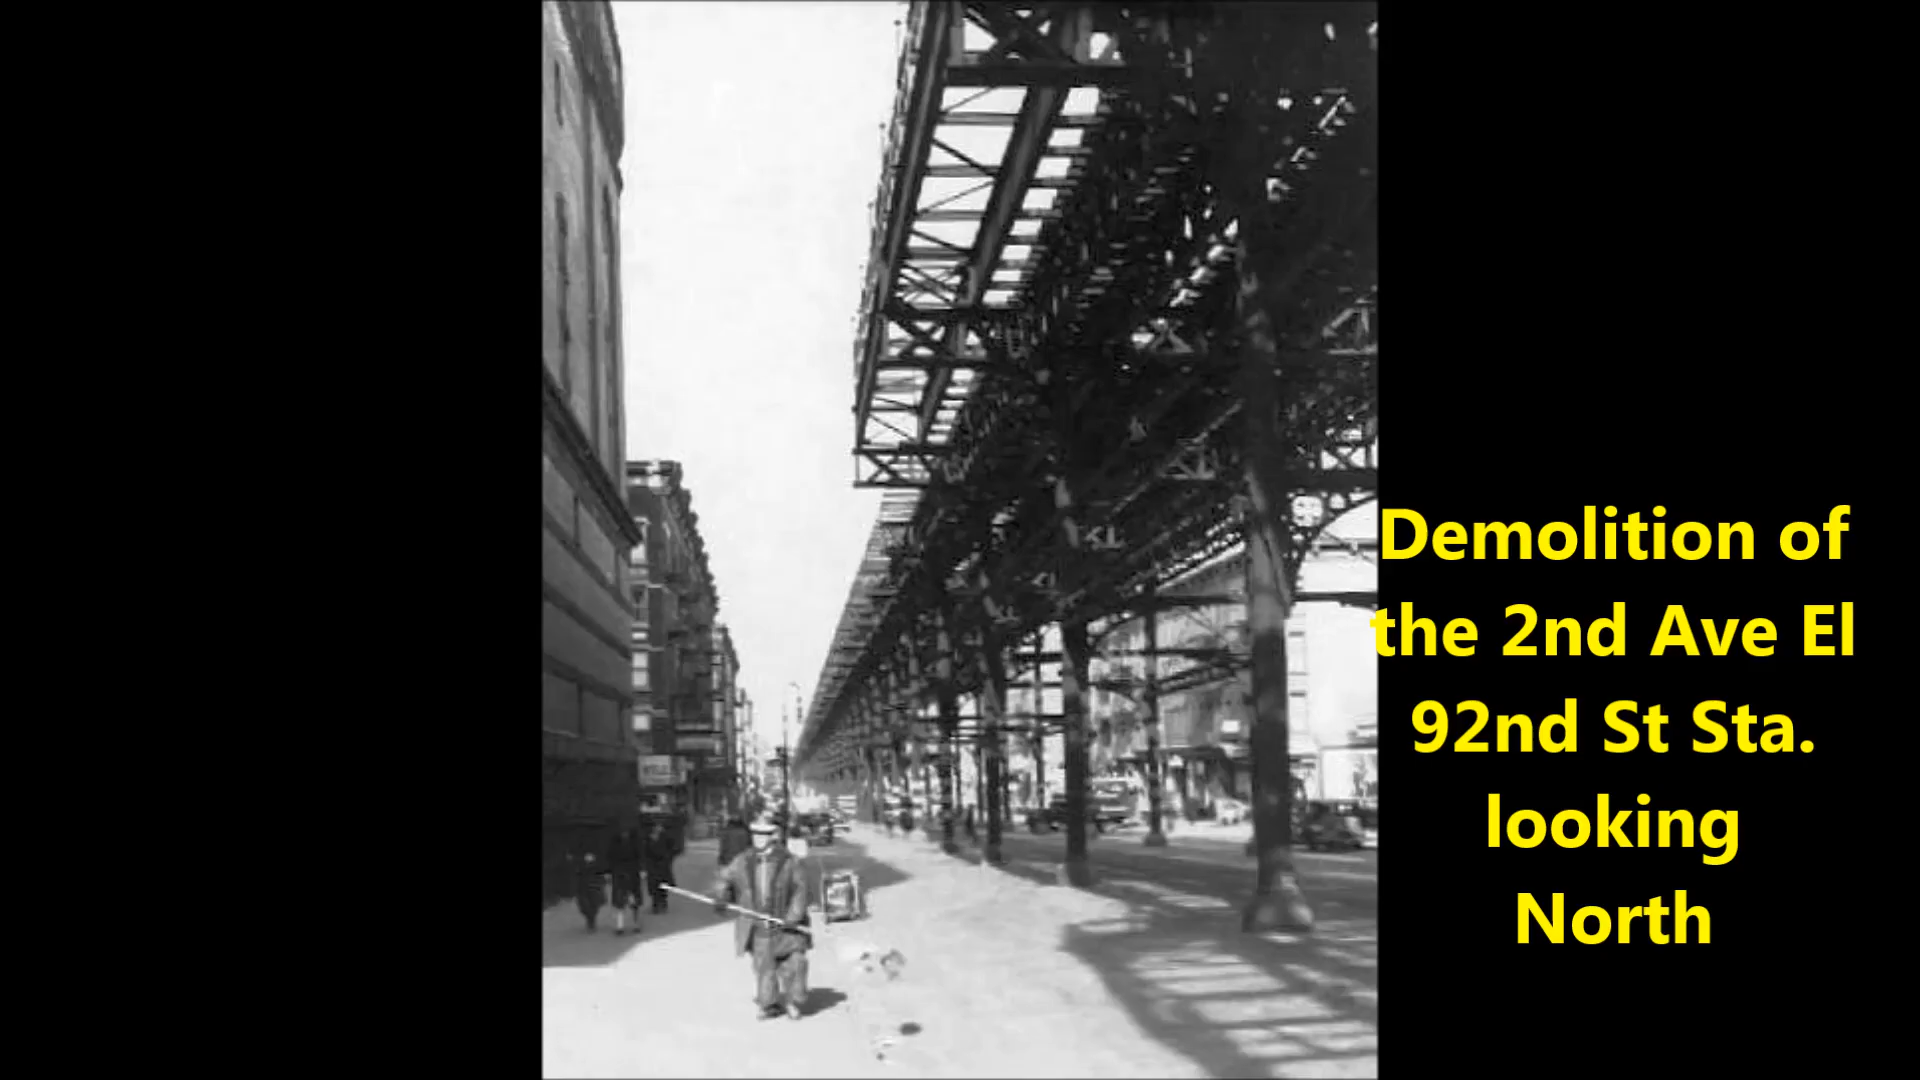 Demolition of
the 2nd Ave El
92nd St Sta.
looking
North